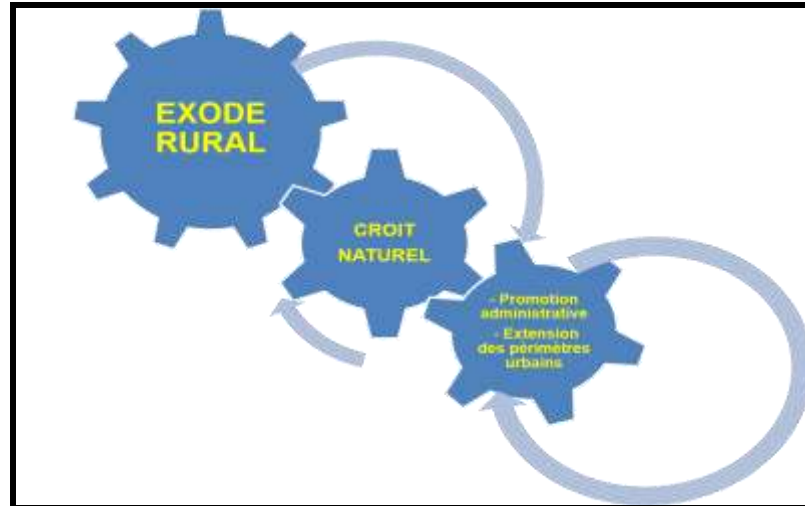 EXODE
RURAL
CROIT
NATUREL
- Promotion
administrative
- Extension
des périmètres
urbains